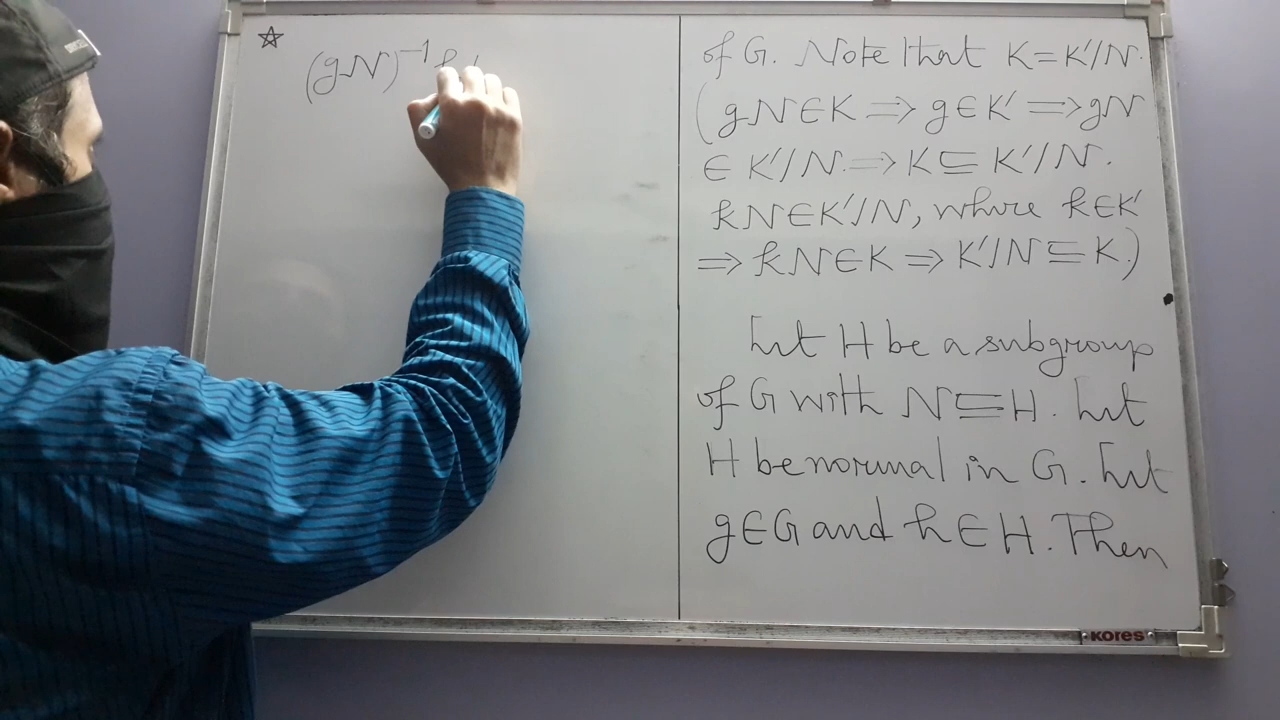 ☆
(gN)⁻¹ h
of G. Note that K=K'/N.
(gN∈K ⟹ g∈K' ⟹ gN
∈ K'/N. ⟹ K ⊆ K'/N.
kN∈K'/N, where k∈K'
⟹ kN∈K ⟹ K'/N ⊆ K.)
Let H be a subgroup
of G with N ⊆ H. Let
H be normal in G. Let
g∈G and h∈H. Then
KORES